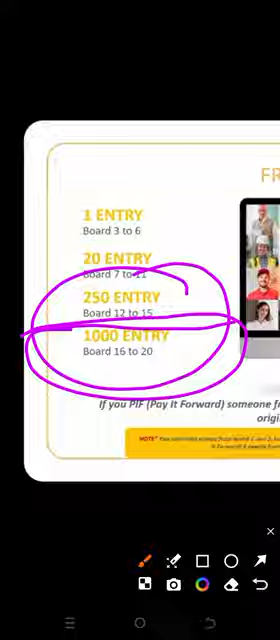 FR
1 ENTRY
Board 3 to 6
20 ENTRY
Board 7 to 11
250 ENTRY
Board 12 to 15
1000 ENTRY
Board 16 to 20
If you PIF (Pay It Forward) someone fr
origi
NOTE*